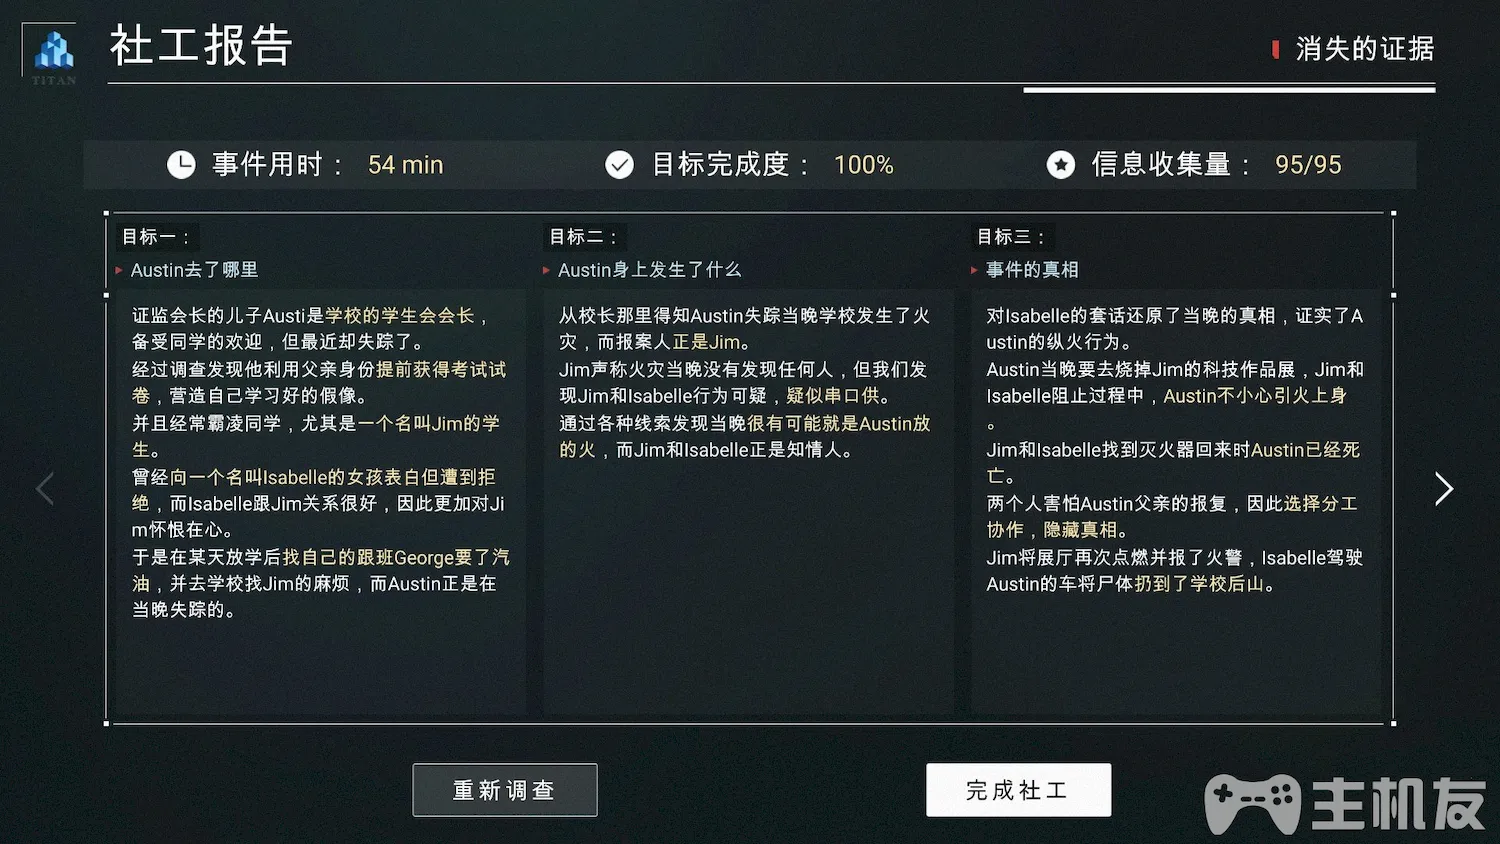 社工报告
TITAN
消失的证据
事件用时： 54 min
目标完成度： 100%
信息收集量： 95/95
目标一：
Austin去了哪里
证监会长的儿子Austi是学校的学生会会长，
备受同学的欢迎，但最近却失踪了。
经过调查发现他利用父亲身份提前获得考试试
卷，营造自己学习好的假像。
并且经常霸凌同学，尤其是一个名叫Jim的学
生。
曾经向一个名叫Isabelle的女孩表白但遭到拒
绝，而Isabelle跟Jim关系很好，因此更加对Ji
m怀恨在心。
于是在某天放学后找自己的跟班George要了汽
油，并去学校找Jim的麻烦，而Austin正是在
当晚失踪的。
目标二：
Austin身上发生了什么
从校长那里得知Austin失踪当晚学校发生了火
灾，而报案人正是Jim。
Jim声称火灾当晚没有发现任何人，但我们发
现Jim和Isabelle行为可疑，疑似串口供。
通过各种线索发现当晚很有可能就是Austin放
的火，而Jim和Isabelle正是知情人。
目标三：
事件的真相
对Isabelle的套话还原了当晚的真相，证实了A
ustin的纵火行为。
Austin当晚要去烧掉Jim的科技作品展，Jim和
Isabelle阻止过程中，Austin不小心引火上身
。
Jim和Isabelle找到灭火器回来时Austin已经死
亡。
两个人害怕Austin父亲的报复，因此选择分工
协作，隐藏真相。
Jim将展厅再次点燃并报了火警，Isabelle驾驶
Austin的车将尸体扔到了学校后山。
重新调查
完成社工
主机友